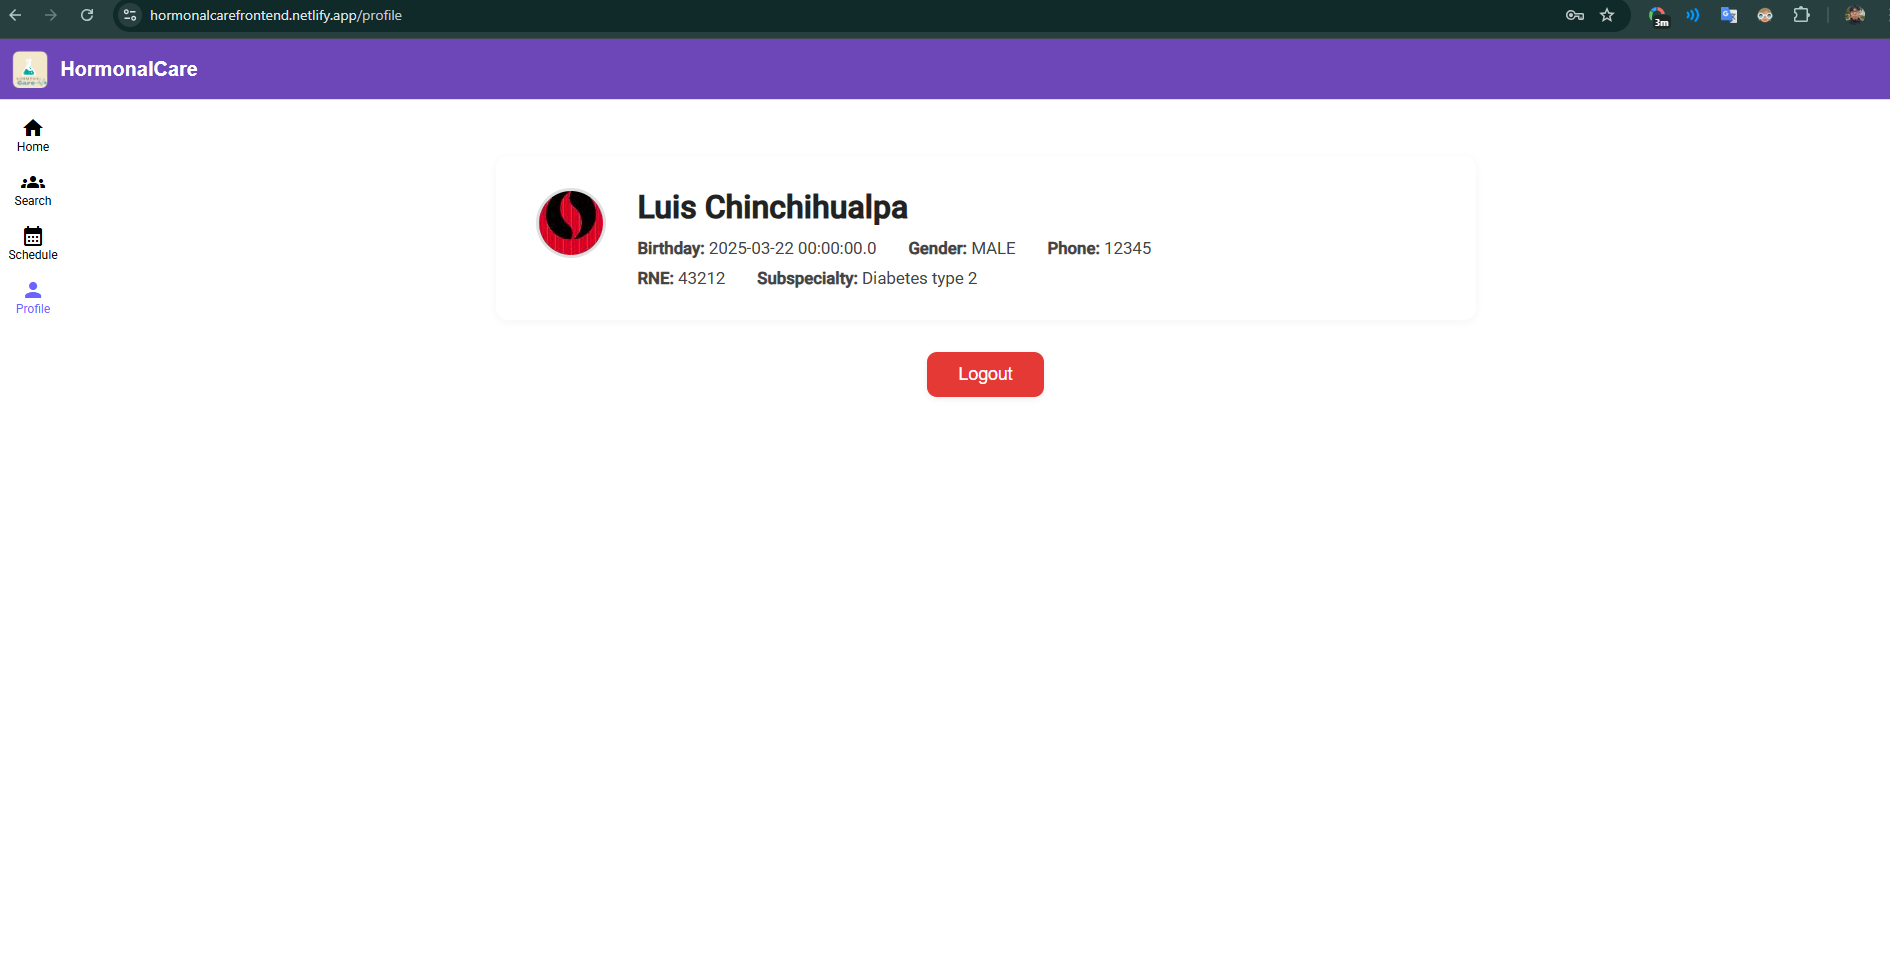 hormonalcarefrontend.netlify.app/profile
3m
HormonalCare
Home
Search
Schedule
Profile
Luis Chinchihualpa
Birthday: 2025-03-22 00:00:00.0 Gender: MALE Phone: 12345
RNE: 43212 Subspecialty: Diabetes type 2
Logout